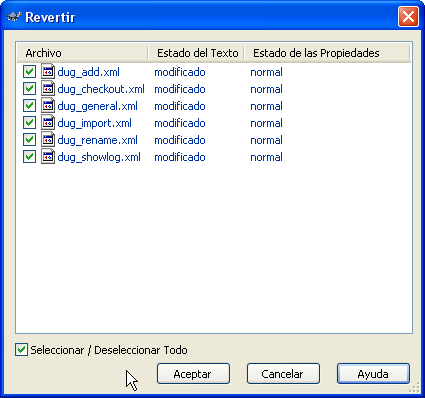 Revertir
Archivo Estado del Texto Estado de las Propiedades
dug_add.xml modificado normal
dug_checkout.xml modificado normal
dug_general.xml modificado normal
dug_import.xml modificado normal
dug_rename.xml modificado normal
dug_showlog.xml modificado normal
Seleccionar / Deseleccionar Todo
Aceptar Cancelar Ayuda